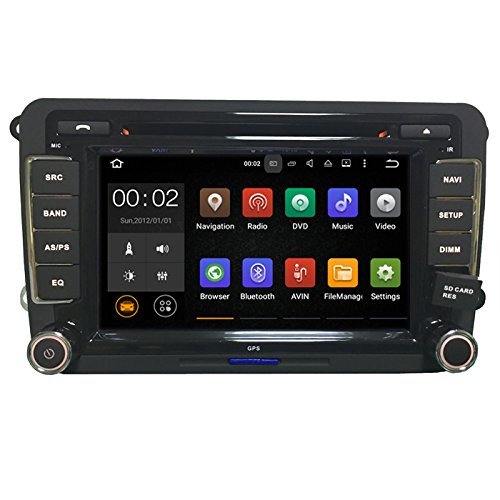 MIC
IR
SRC
BAND
AS/PS
EQ
00:02
00:02
Sun,2012/01/01
Navigation
Radio
DVD
Music
Video
Browser
Bluetooth
AVIN
FileManage
Settings
NAVI
SETUP
DIMM
SD CARD
RES
GPS